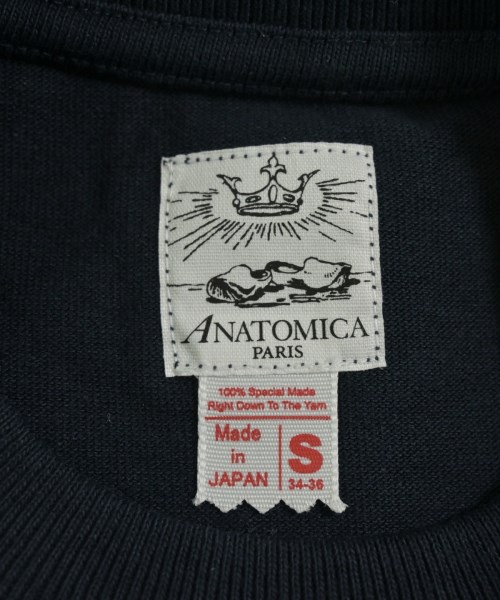 ANATOMICA
PARIS
100% Special Made
Right Down To The Yarn
Made
in
JAPAN
S
34-36